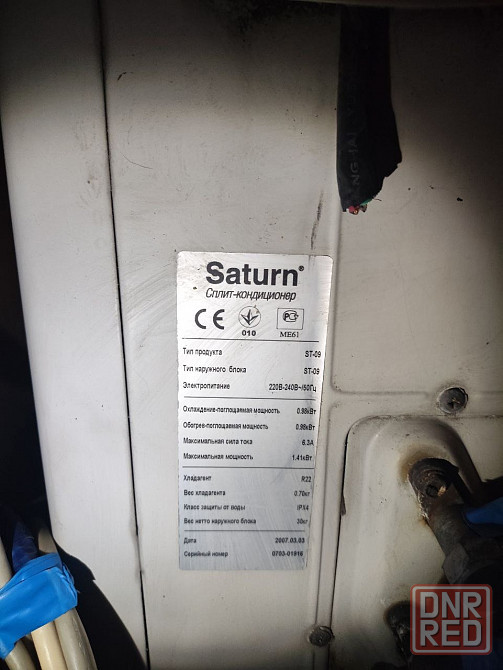 Saturn®
Сплит-кондиционер
CE
010
РС
МЕ61
Тип продукта ST-09
Тип наружного блока ST-09
Электропитание 220В-240В~/50Гц
Охлаждение-поглощаемая мощность 0.98кВт
Обогрев-поглощаемая мощность 0.98кВт
Максимальная сила тока 6.3А
Максимальная мощность 1.41кВт
Хладагент R22
Вес хладагента 0.70кг
Класс защиты от воды IPX4
Вес нетто наружного блока 30кг
Дата 2007.03.03
Серийный номер 0703-01916
DNR
RED